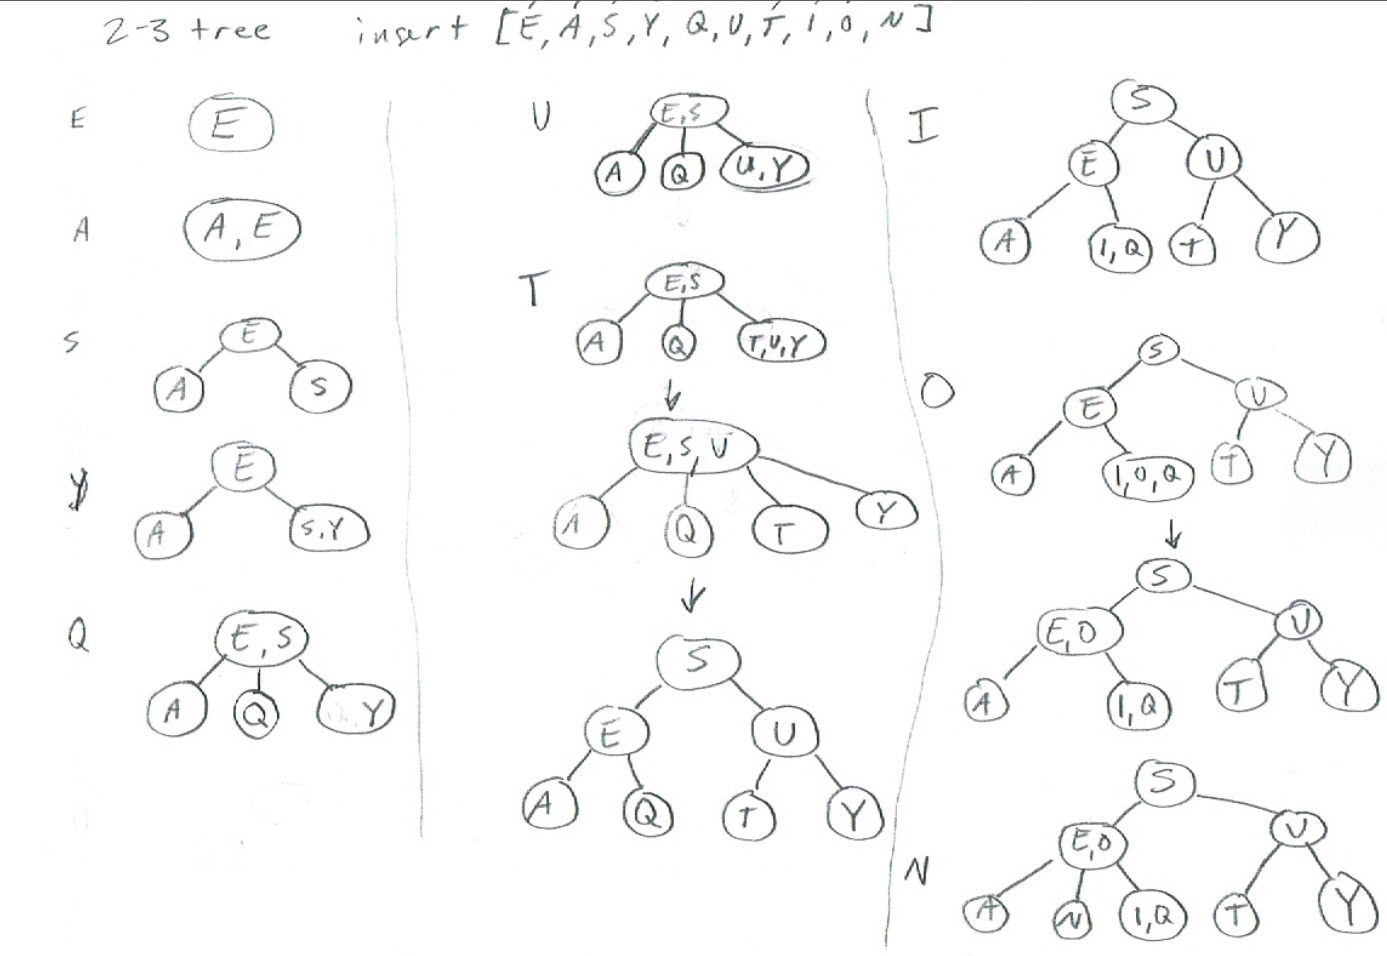 2-3 tree insert [E, A, S, Y, Q, U, T, I, O, N]
E
E
A
A, E
S
E
A S
Y
E
A S,Y
Q
E, S
A Q Y
U
E,S
A Q U,Y
T
E,S
A Q T,U,Y
↓
E, S, U
A Q T Y
↓
S
E U
A Q T Y
I
S
E U
A I,Q T Y
O
S
E U
A I,O,Q T Y
↓
S
E,O U
A I,Q T Y
N
S
E,O U
A N I,Q T Y